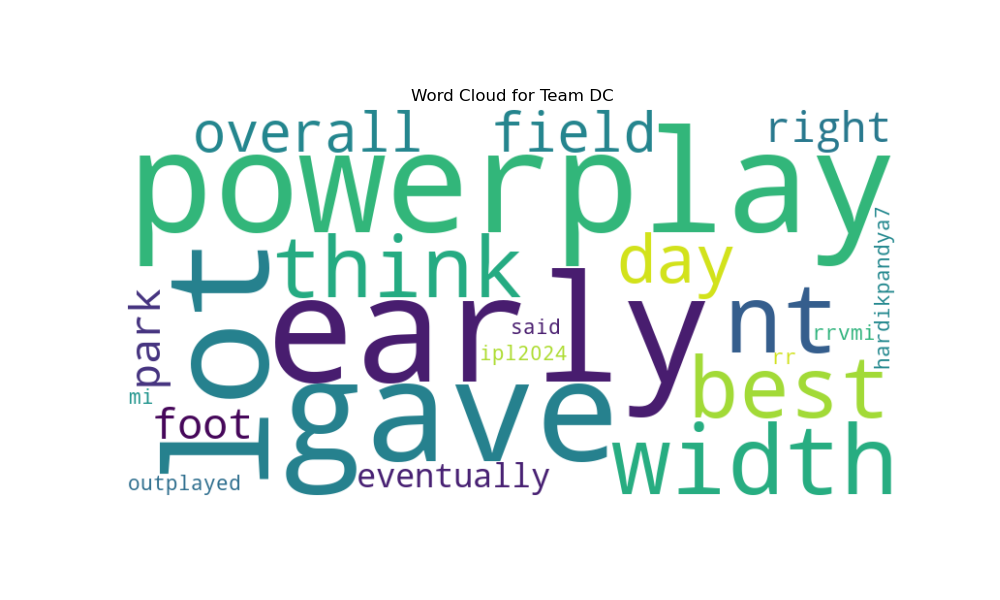 Word Cloud for Team DC
overall field right
powerplay
lot
think
day
hardikpandya7
park
early
nt
said
rrvmi
ipl2024
rr
mi
gave
best
foot
width
eventually
outplayed